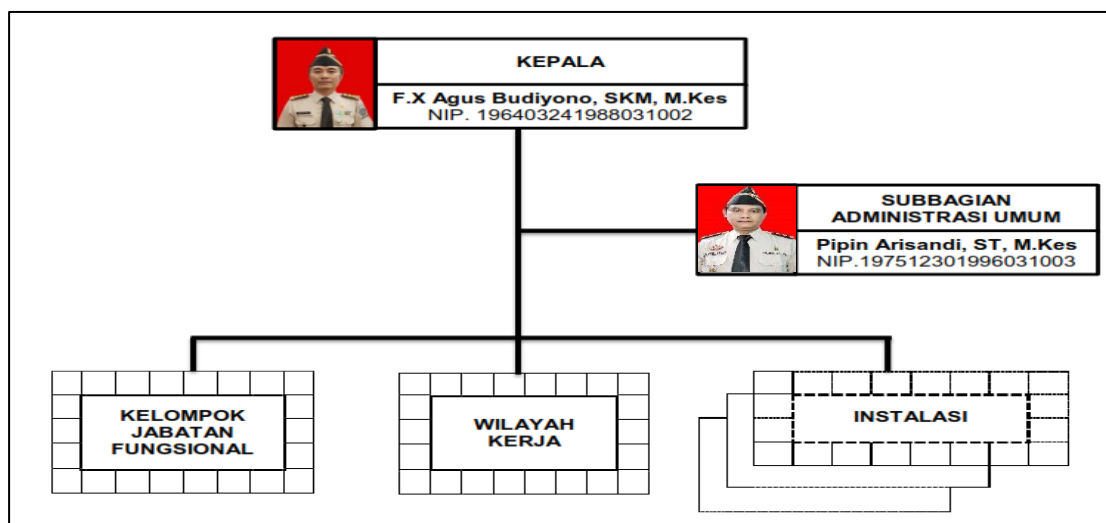 KEPALA
F.X Agus Budiyono, SKM, M.Kes
NIP. 196403241988031002
SUBBAGIAN
ADMINISTRASI UMUM
Pipin Arisandi, ST, M.Kes
NIP.197512301996031003
KELOMPOK
JABATAN
FUNGSIONAL
WILAYAH
KERJA
INSTALASI